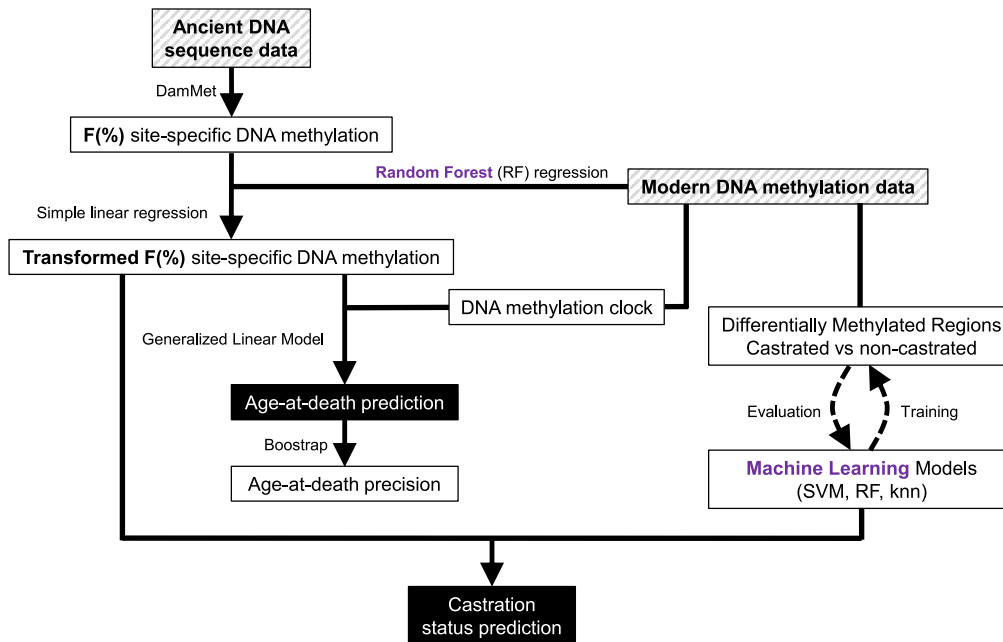 Ancient DNA
sequence data
DamMet
F(%) site-specific DNA methylation
Random Forest (RF) regression
Modern DNA methylation data
Simple linear regression
Transformed F(%) site-specific DNA methylation
DNA methylation clock
Differentially Methylated Regions
Castrated vs non-castrated
Generalized Linear Model
Age-at-death prediction
Evaluation
Training
Boostrap
Age-at-death precision
Machine Learning Models
(SVM, RF, knn)
Castration
status prediction